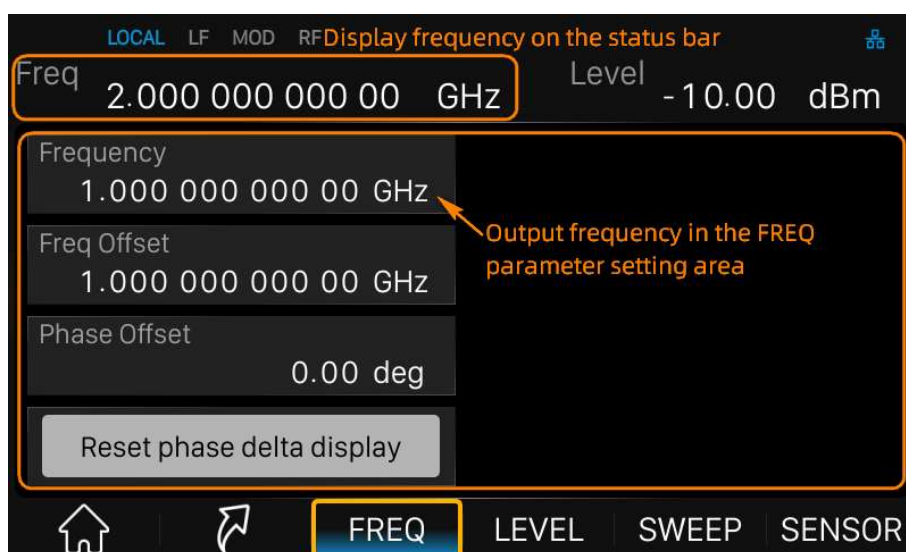 LOCAL LF MOD RF Display frequency on the status bar
Freq 2.000 000 000 00 GHz Level -10.00 dBm
Frequency
1.000 000 000 00 GHz
Output frequency in the FREQ
parameter setting area
Freq Offset
1.000 000 000 00 GHz
Phase Offset
0.00 deg
Reset phase delta display
FREQ LEVEL SWEEP SENSOR